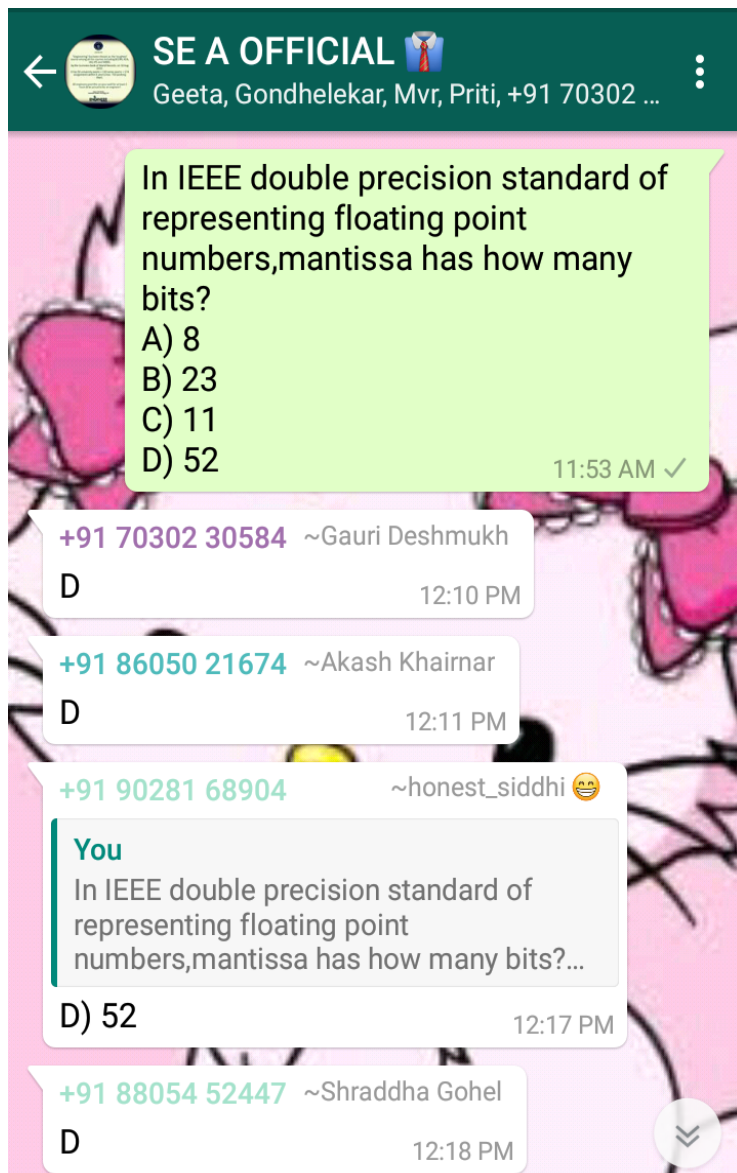 SE A OFFICIAL 👔
Geeta, Gondhelekar, Mvr, Priti, +91 70302 ...
In IEEE double precision standard of
representing floating point
numbers,mantissa has how many
bits?
A) 8
B) 23
C) 11
D) 52
11:53 AM
+91 70302 30584 ~Gauri Deshmukh
D
12:10 PM
+91 86050 21674 ~Akash Khairnar
D
12:11 PM
+91 90281 68904 ~honest_siddhi 😁
You
In IEEE double precision standard of
representing floating point
numbers,mantissa has how many bits?...
D) 52
12:17 PM
+91 88054 52447 ~Shraddha Gohel
D
12:18 PM